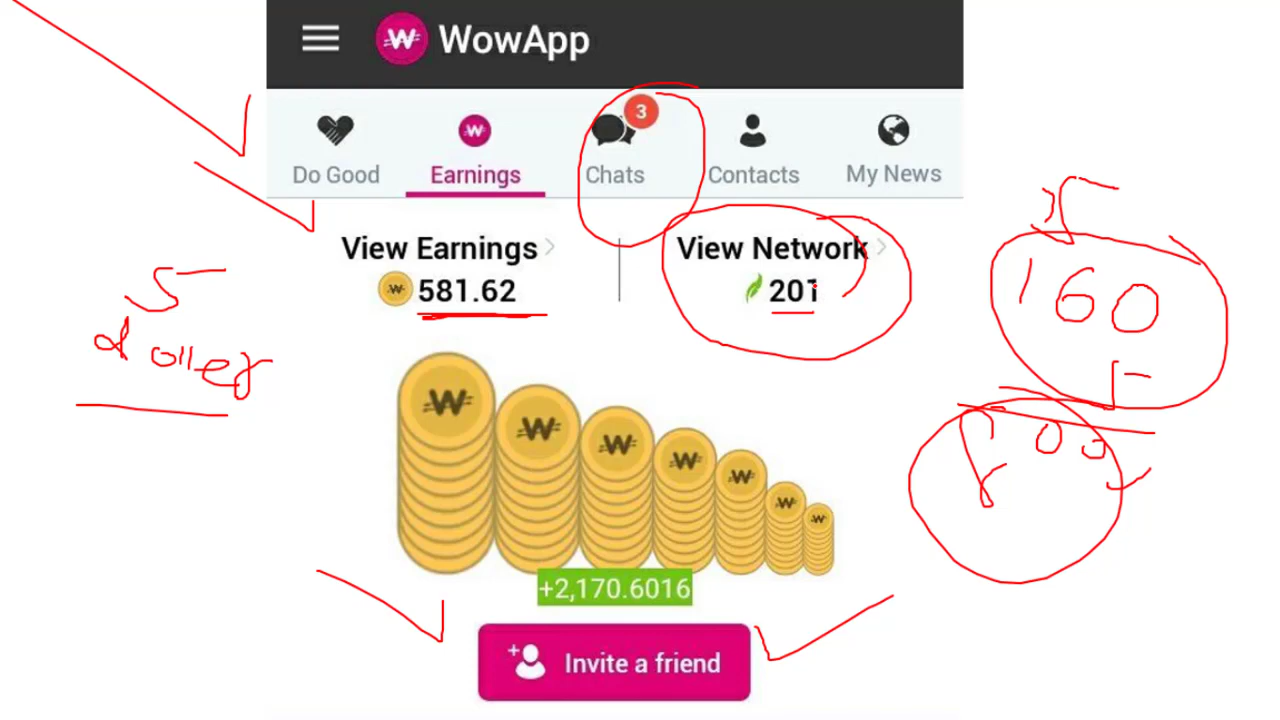 WowApp
3
Do Good Earnings Chats Contacts My News
View Earnings View Network
581.62 201
5
160
doller
5
+2,170.6016
Invite a friend